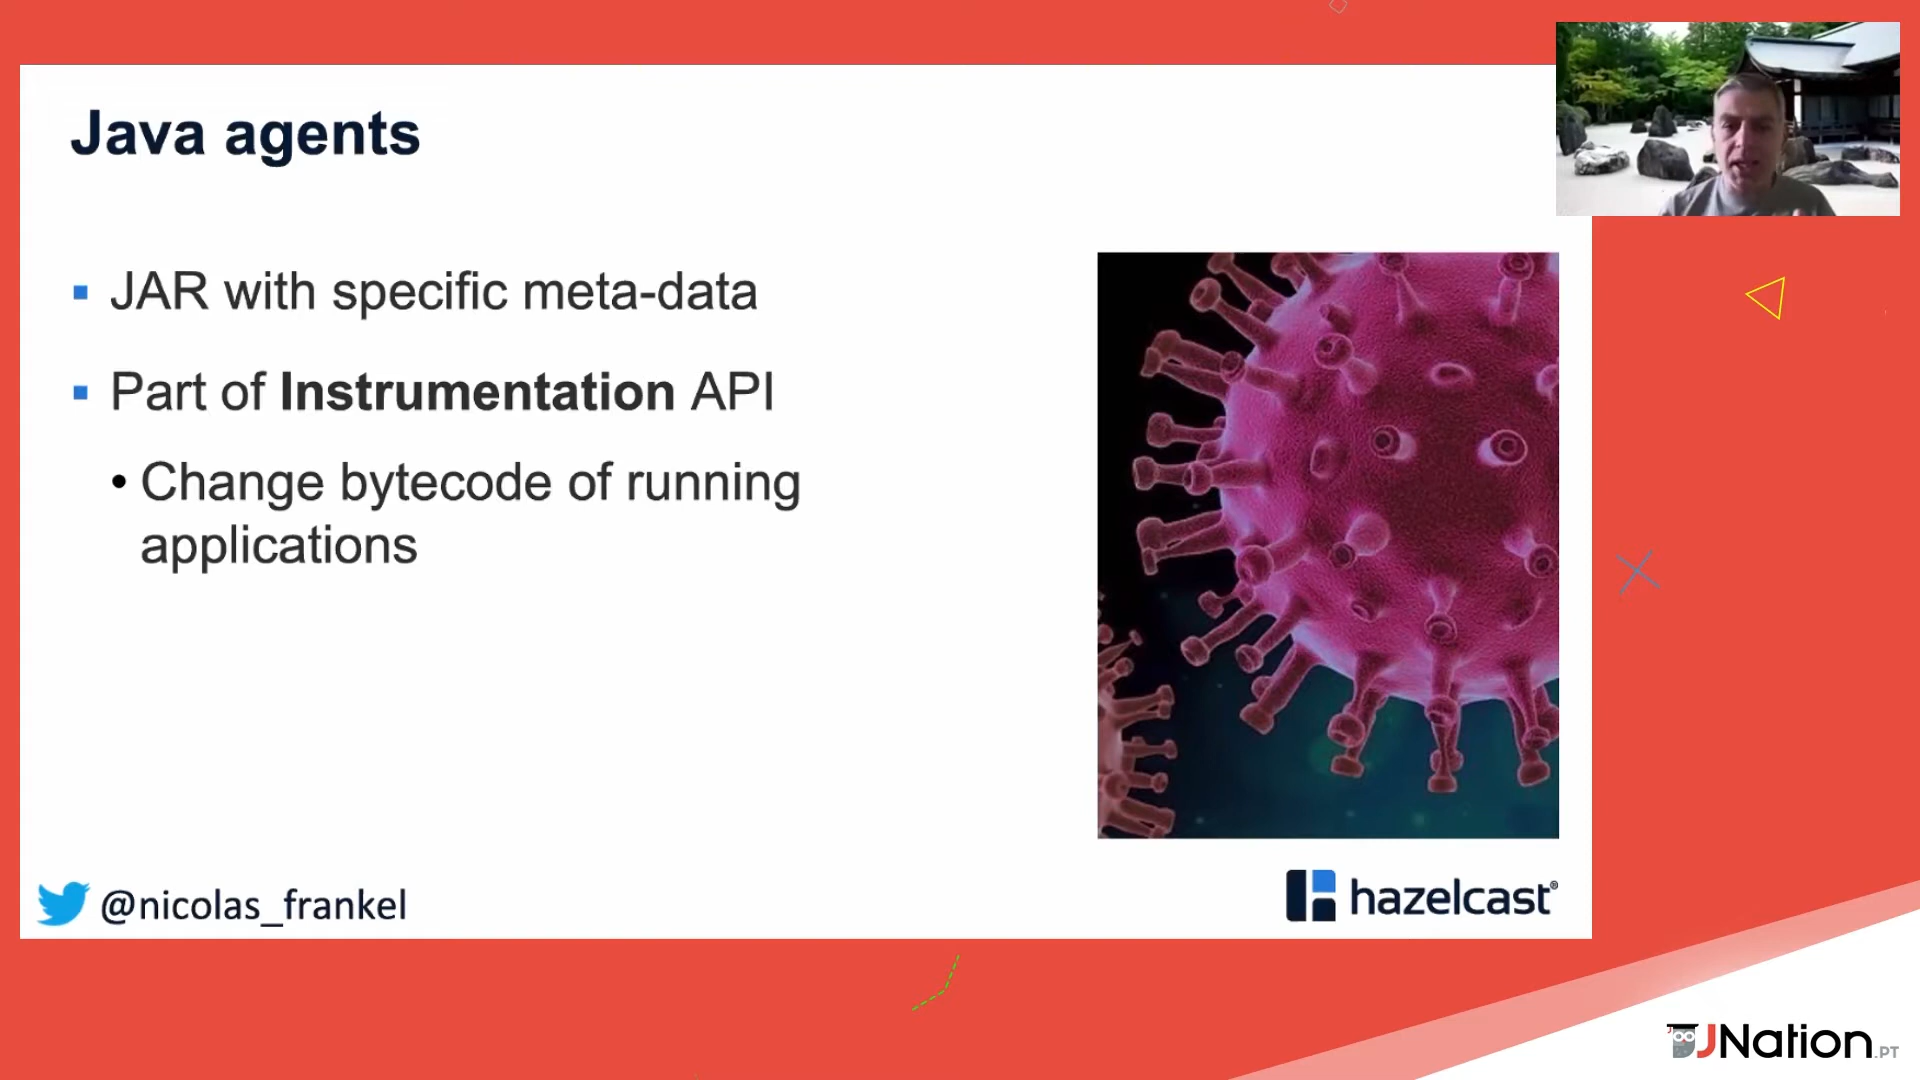 Java agents
JAR with specific meta-data
Part of Instrumentation API
Change bytecode of running
applications
@nicolas_frankel
hazelcast®
JNation.PT